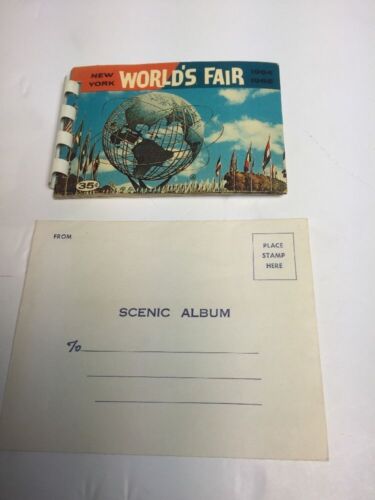 NEW YORK WORLD'S FAIR 1964 1965
35¢
FROM
PLACE
STAMP
HERE
SCENIC ALBUM
To